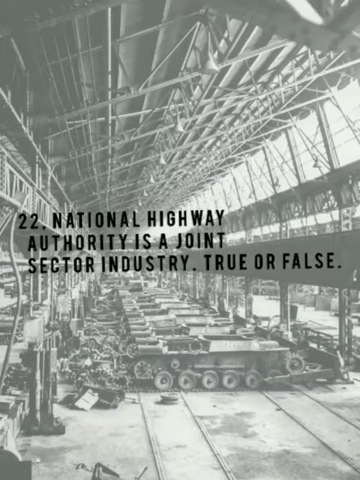 22. NATIONAL HIGHWAY
AUTHORITY IS A JOINT
SECTOR INDUSTRY. TRUE OR FALSE.